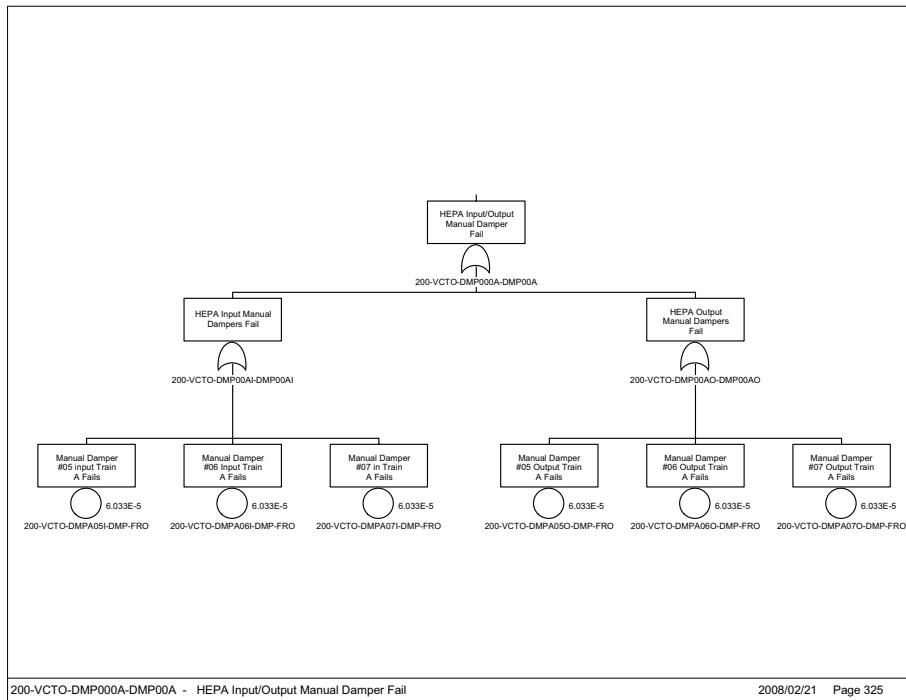 HEPA Input/Output
Manual Damper
Fail
200-VCTO-DMP000A-DMP00A
HEPA Input Manual
Dampers Fail
200-VCTO-DMP00AI-DMP00AI
HEPA Output
Manual Dampers
Fail
200-VCTO-DMP00AO-DMP00AO
Manual Damper
#05 input Train
A Fails
6.033E-5
200-VCTO-DMPA05I-DMP-FRO
Manual Damper
#06 Input Train
A Fails
6.033E-5
200-VCTO-DMPA06I-DMP-FRO
Manual Damper
#07 in Train
A Fails
6.033E-5
200-VCTO-DMPA07I-DMP-FRO
Manual Damper
#05 Output Train
A Fails
6.033E-5
200-VCTO-DMPA05O-DMP-FRO
Manual Damper
#06 Output Train
A Fails
6.033E-5
200-VCTO-DMPA06O-DMP-FRO
Manual Damper
#07 Output Train
A Fails
6.033E-5
200-VCTO-DMPA07O-DMP-FRO
200-VCTO-DMP000A-DMP00A - HEPA Input/Output Manual Damper Fail
2008/02/21 Page 325